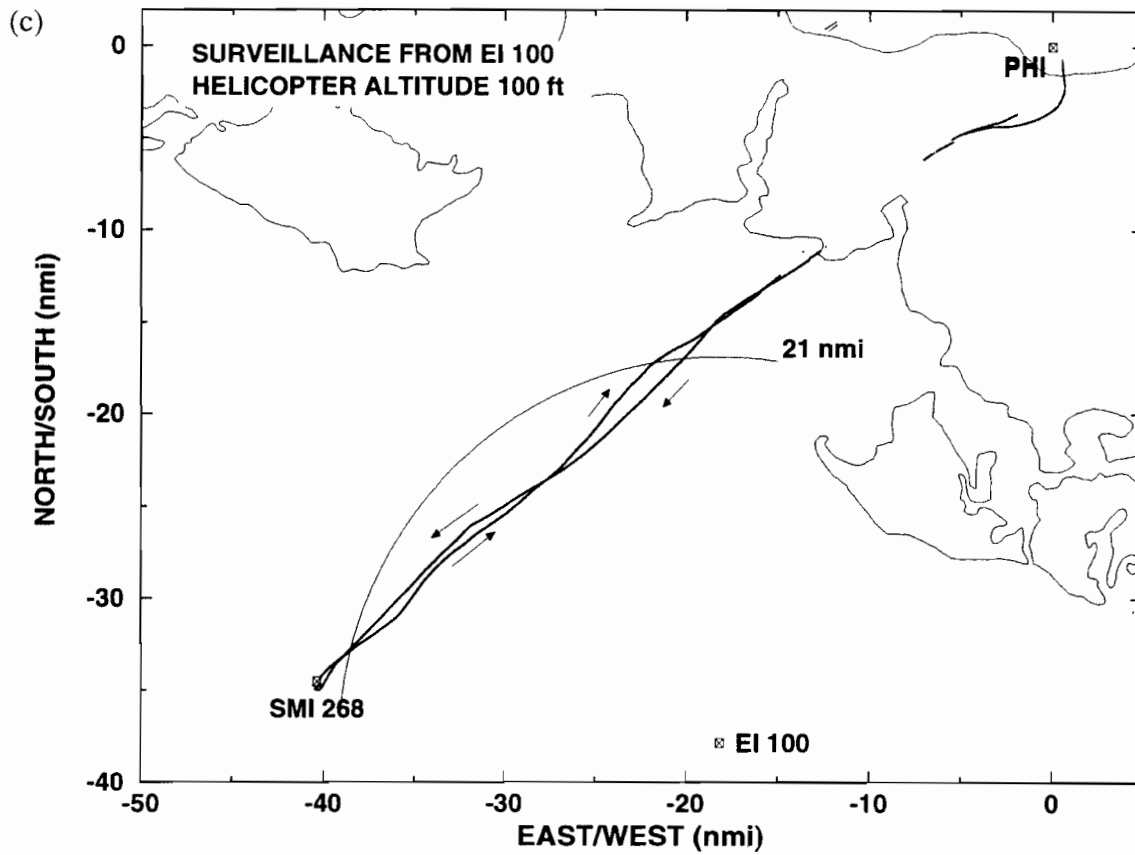 (c)
SURVEILLANCE FROM EI 100
HELICOPTER ALTITUDE 100 ft
PHI
21 nmi
SMI 268
EI 100
0
-10
-20
-30
-40
NORTH/SOUTH (nmi)
-50 -40 -30 -20 -10 0
EAST/WEST (nmi)